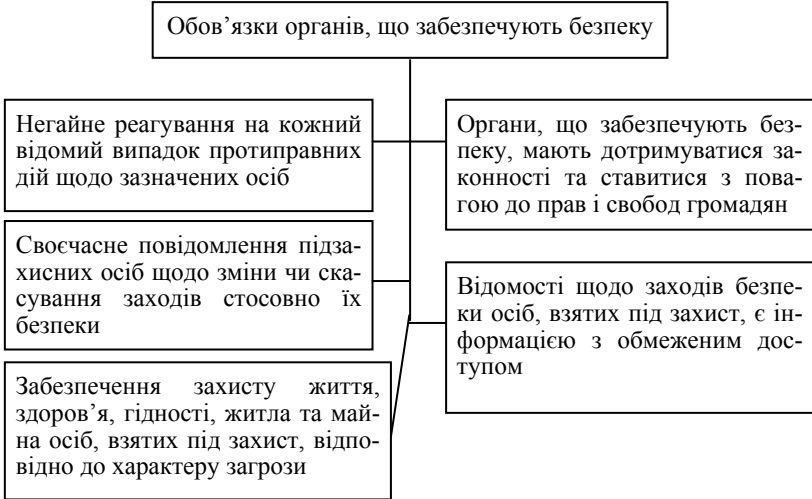 Обов’язки органів, що забезпечують безпеку
Негайне реагування на кожний
відомий випадок протиправних
дій щодо зазначених осіб
Органи, що забезпечують без-
пеку, мають дотримуватися за-
конності та ставитися з пова-
гою до прав і свобод громадян
Своєчасне повідомлення підза-
хисних осіб щодо зміни чи ска-
сування заходів стосовно їх
безпеки
Відомості щодо заходів безпе-
ки осіб, взятих під захист, є ін-
формацією з обмеженим дос-
тупом
Забезпечення захисту життя,
здоров’я, гідності, житла та май-
на осіб, взятих під захист, відпо-
відно до характеру загрози